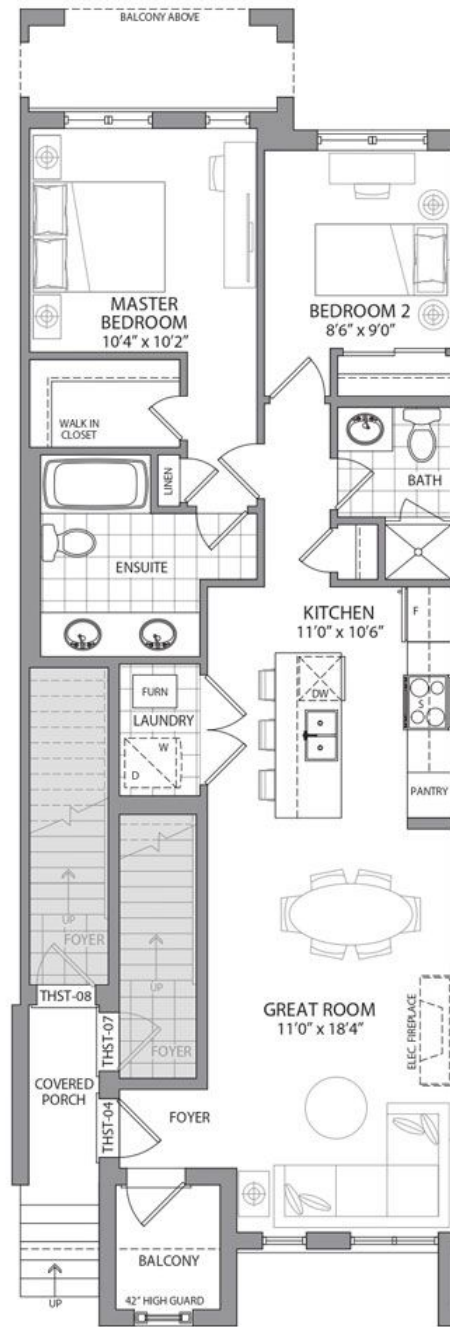 BALCONY ABOVE
MASTER
BEDROOM
10'4" x 10'2"
BEDROOM 2
8'6" x 9'0"
WALK IN
CLOSET
LINEN
BATH
ENSUITE
KITCHEN
11'0" x 10'6"
F
DW
S
FURN
LAUNDRY
W
D
PANTRY
UP
FOYER
THST-08
UP
FOYER
THST-07
GREAT ROOM
11'0" x 18'4"
ELEC. FIREPLACE
COVERED
PORCH
THST-04
FOYER
BALCONY
42" HIGH GUARD
UP